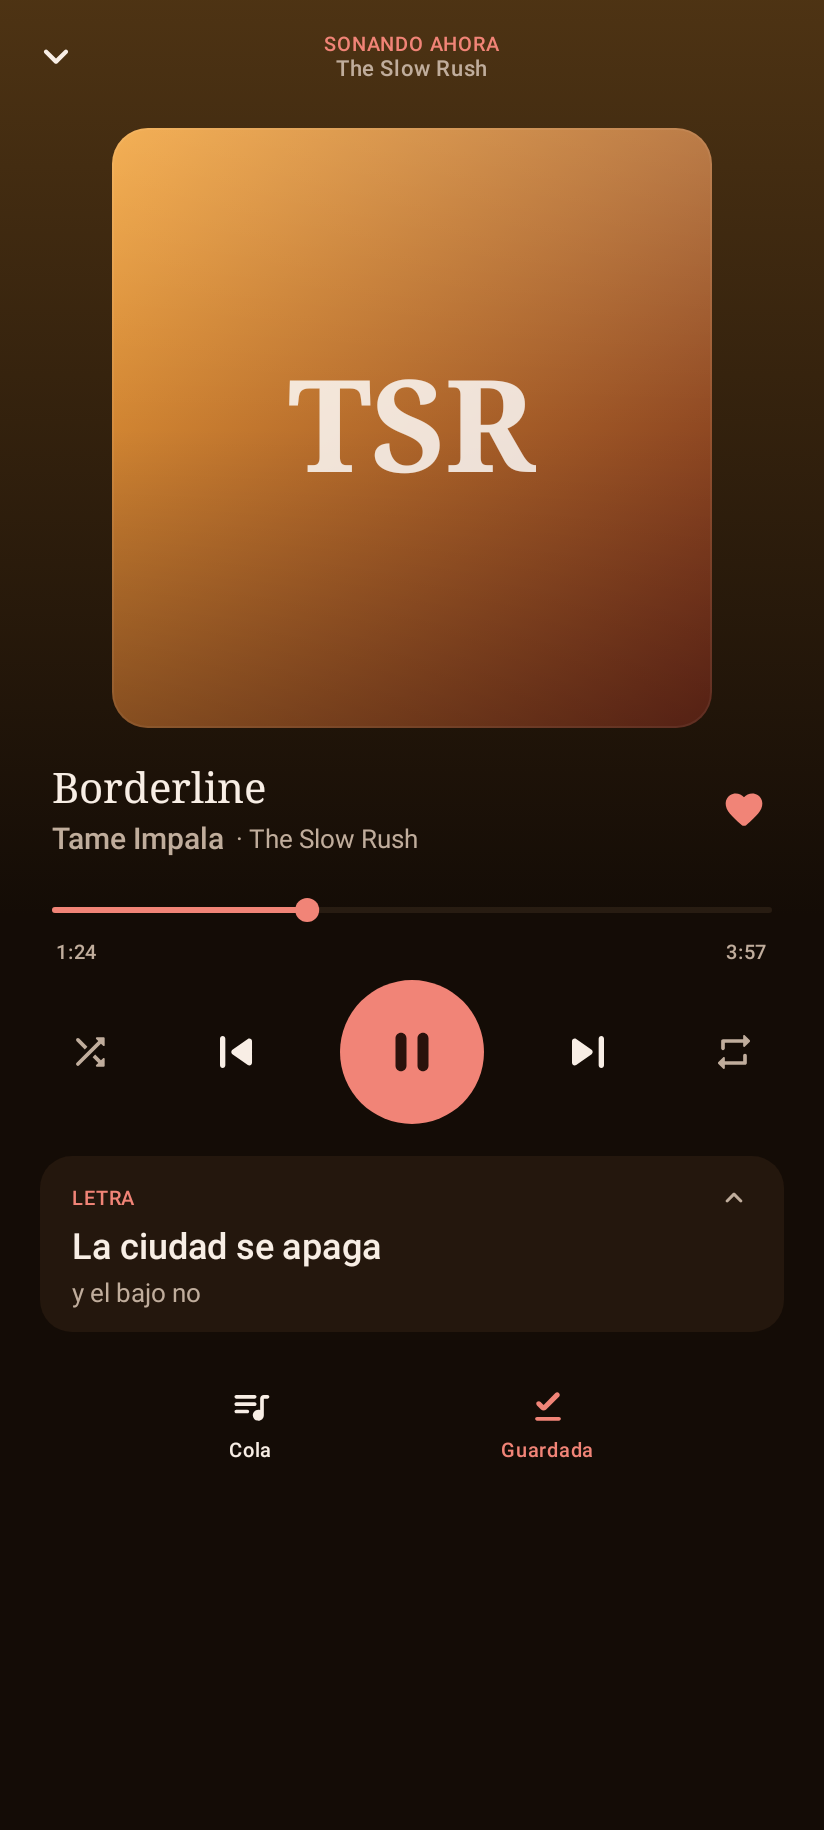 SONANDO AHORA
The Slow Rush
TSR
Borderline
Tame Impala · The Slow Rush
1:24 3:57
LETRA
La ciudad se apaga
y el bajo no
Cola Guardada